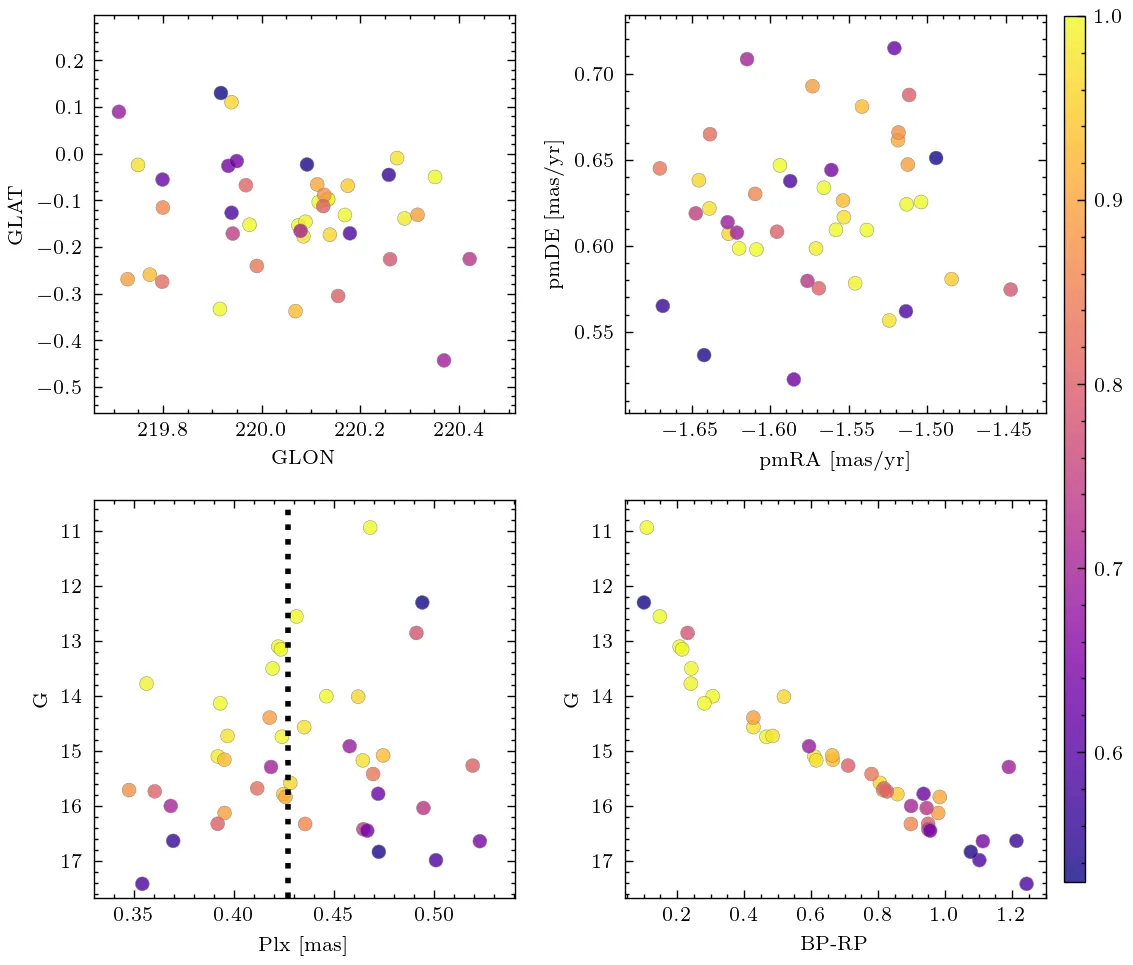 0.2
0.1
0.0
−0.1
−0.2
−0.3
−0.4
−0.5
GLAT
219.8 220.0 220.2 220.4
GLON
0.70
0.65
0.60
0.55
pmDE [mas/yr]
−1.65 −1.60 −1.55 −1.50 −1.45
pmRA [mas/yr]
11
12
13
14
15
16
17
G
0.35 0.40 0.45 0.50
Plx [mas]
11
12
13
14
15
16
17
G
0.2 0.4 0.6 0.8 1.0 1.2
BP-RP
1.0
0.9
0.8
0.7
0.6